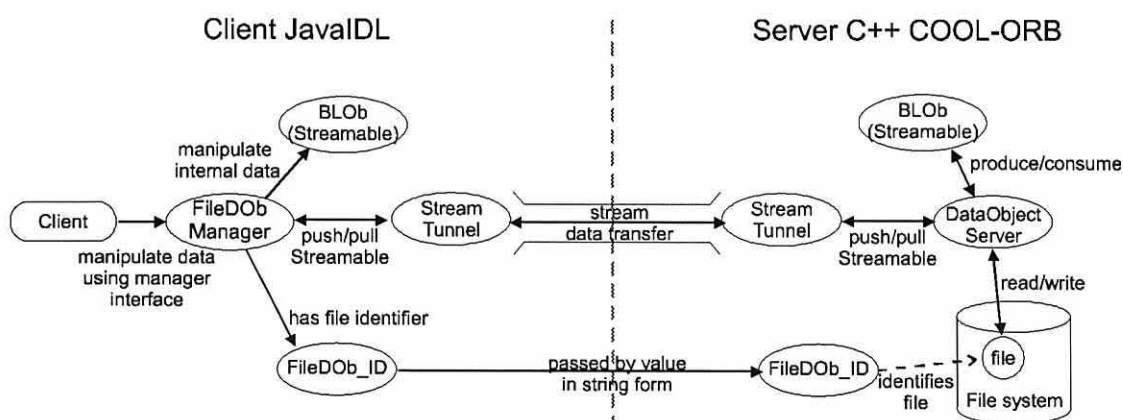 Client JavaIDL
Server C++ COOL-ORB
BLOb
(Streamable)
BLOb
(Streamable)
manipulate
internal data
produce/consume
Client
FileDOb
Manager
Stream
Tunnel
stream
data transfer
Stream
Tunnel
DataObject
Server
push/pull
Streamable
push/pull
Streamable
manipulate data
using manager
interface
read/write
has file identifier
FileDOb_ID
passed by value
in string form
FileDOb_ID
identifies
file
file
File system